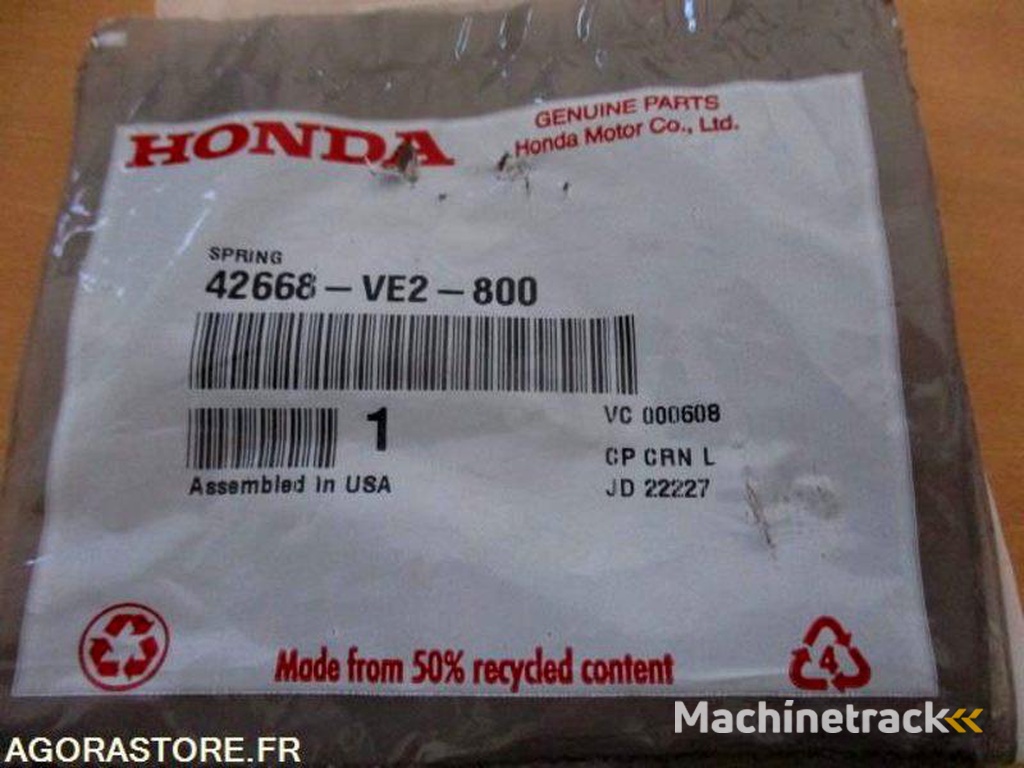 HONDA
GENUINE PARTS
Honda Motor Co., Ltd.
SPRING
42668-VE2-800
1
VC 000608
CP CRN L
Assembled in USA
JD 22227
Made from 50% recycled content
4
Machinetrack
AGORASTORE.FR